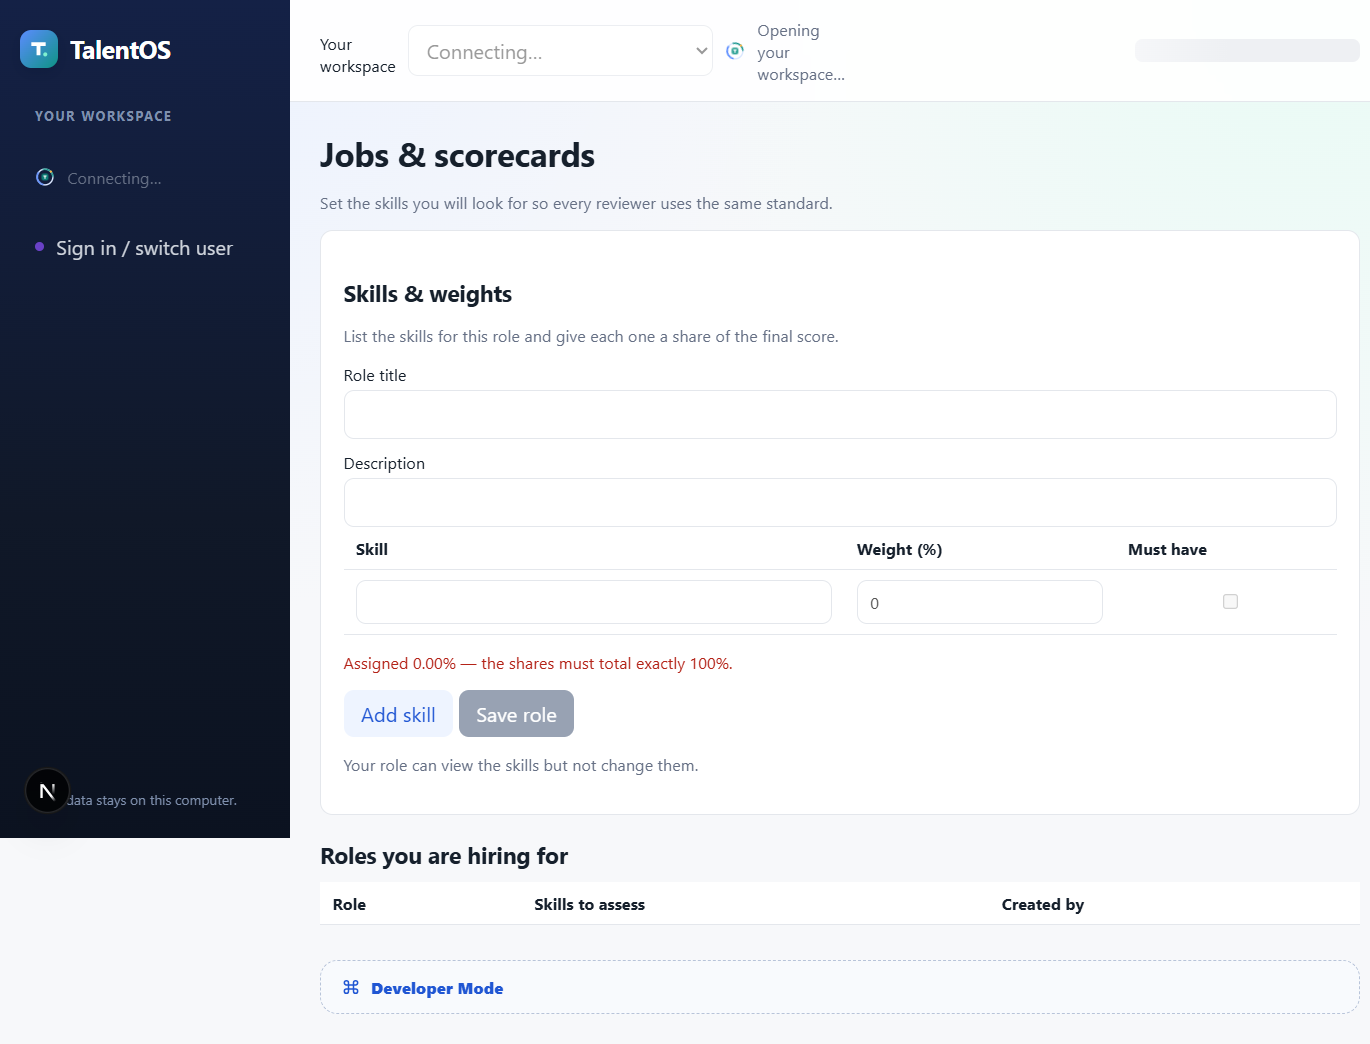 T.
TalentOS
YOUR WORKSPACE
Connecting...
Sign in / switch user
N
data stays on this computer.
Your
workspace
Connecting...
Opening
your
workspace...
Jobs & scorecards
Set the skills you will look for so every reviewer uses the same standard.
Skills & weights
List the skills for this role and give each one a share of the final score.
Role title
Description
Skill
Weight (%)
Must have
0
Assigned 0.00% — the shares must total exactly 100%.
Add skill
Save role
Your role can view the skills but not change them.
Roles you are hiring for
Role
Skills to assess
Created by
⌘ Developer Mode